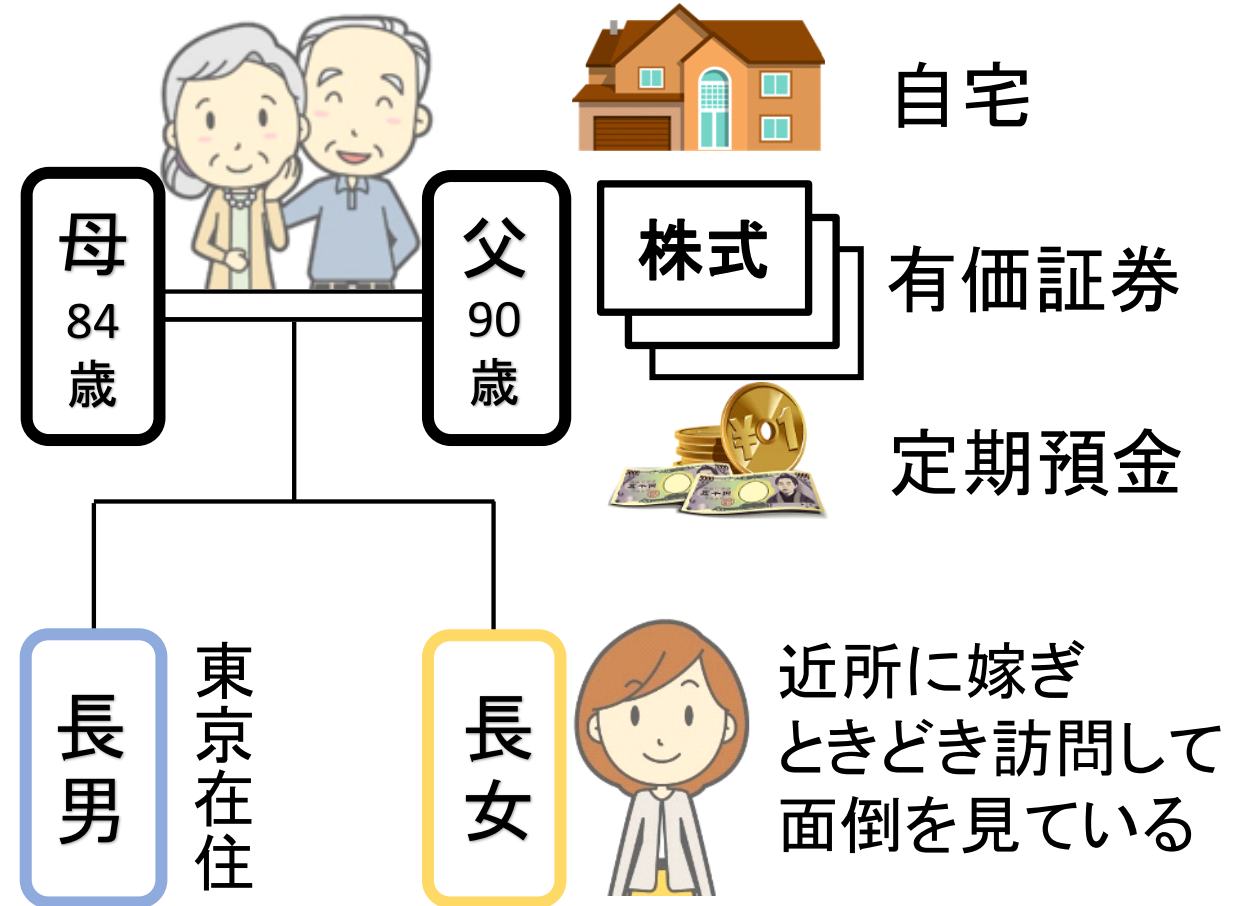 自宅
母
84
歳
父
90
歳
株式
有価証券
¥1
定期預金
長男
東京在住
長女
近所に嫁ぎ
ときどき訪問して
面倒を見ている